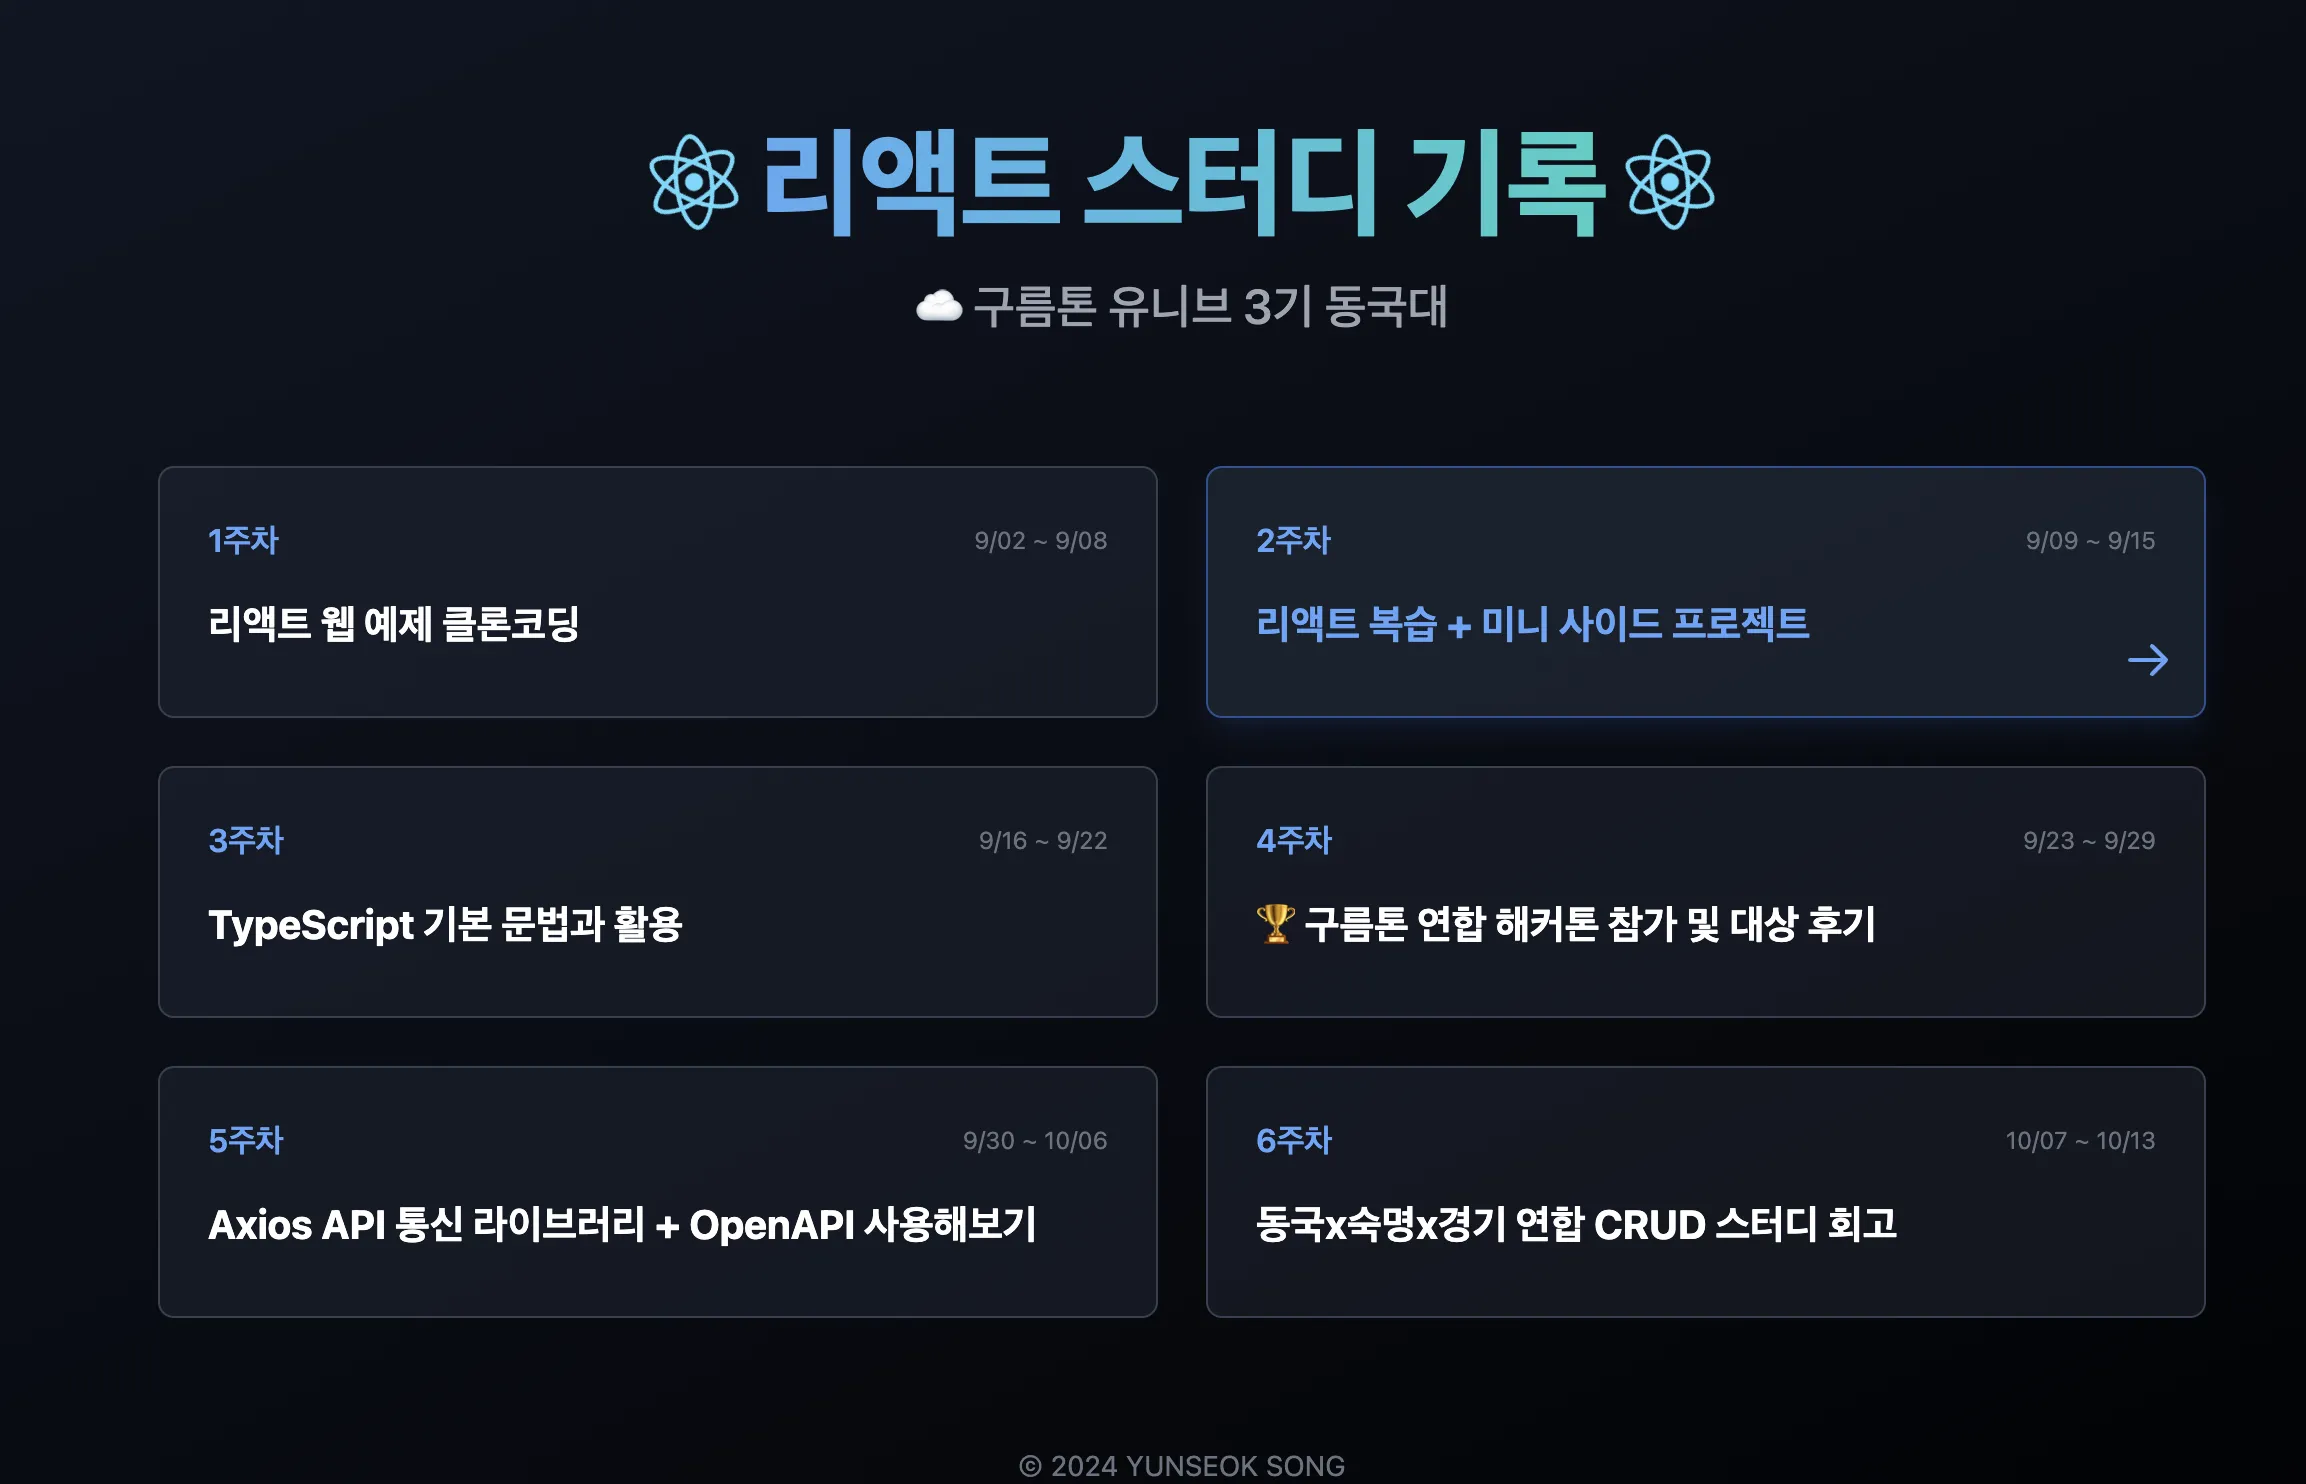 리액트 스터디 기록
☁️ 구름톤 유니브 3기 동국대
1주차
9/02 ~ 9/08
리액트 웹 예제 클론코딩
2주차
9/09 ~ 9/15
리액트 복습 + 미니 사이드 프로젝트
3주차
9/16 ~ 9/22
TypeScript 기본 문법과 활용
4주차
9/23 ~ 9/29
🏆 구름톤 연합 해커톤 참가 및 대상 후기
5주차
9/30 ~ 10/06
Axios API 통신 라이브러리 + OpenAPI 사용해보기
6주차
10/07 ~ 10/13
동국x숙명x경기 연합 CRUD 스터디 회고
© 2024 YUNSEOK SONG